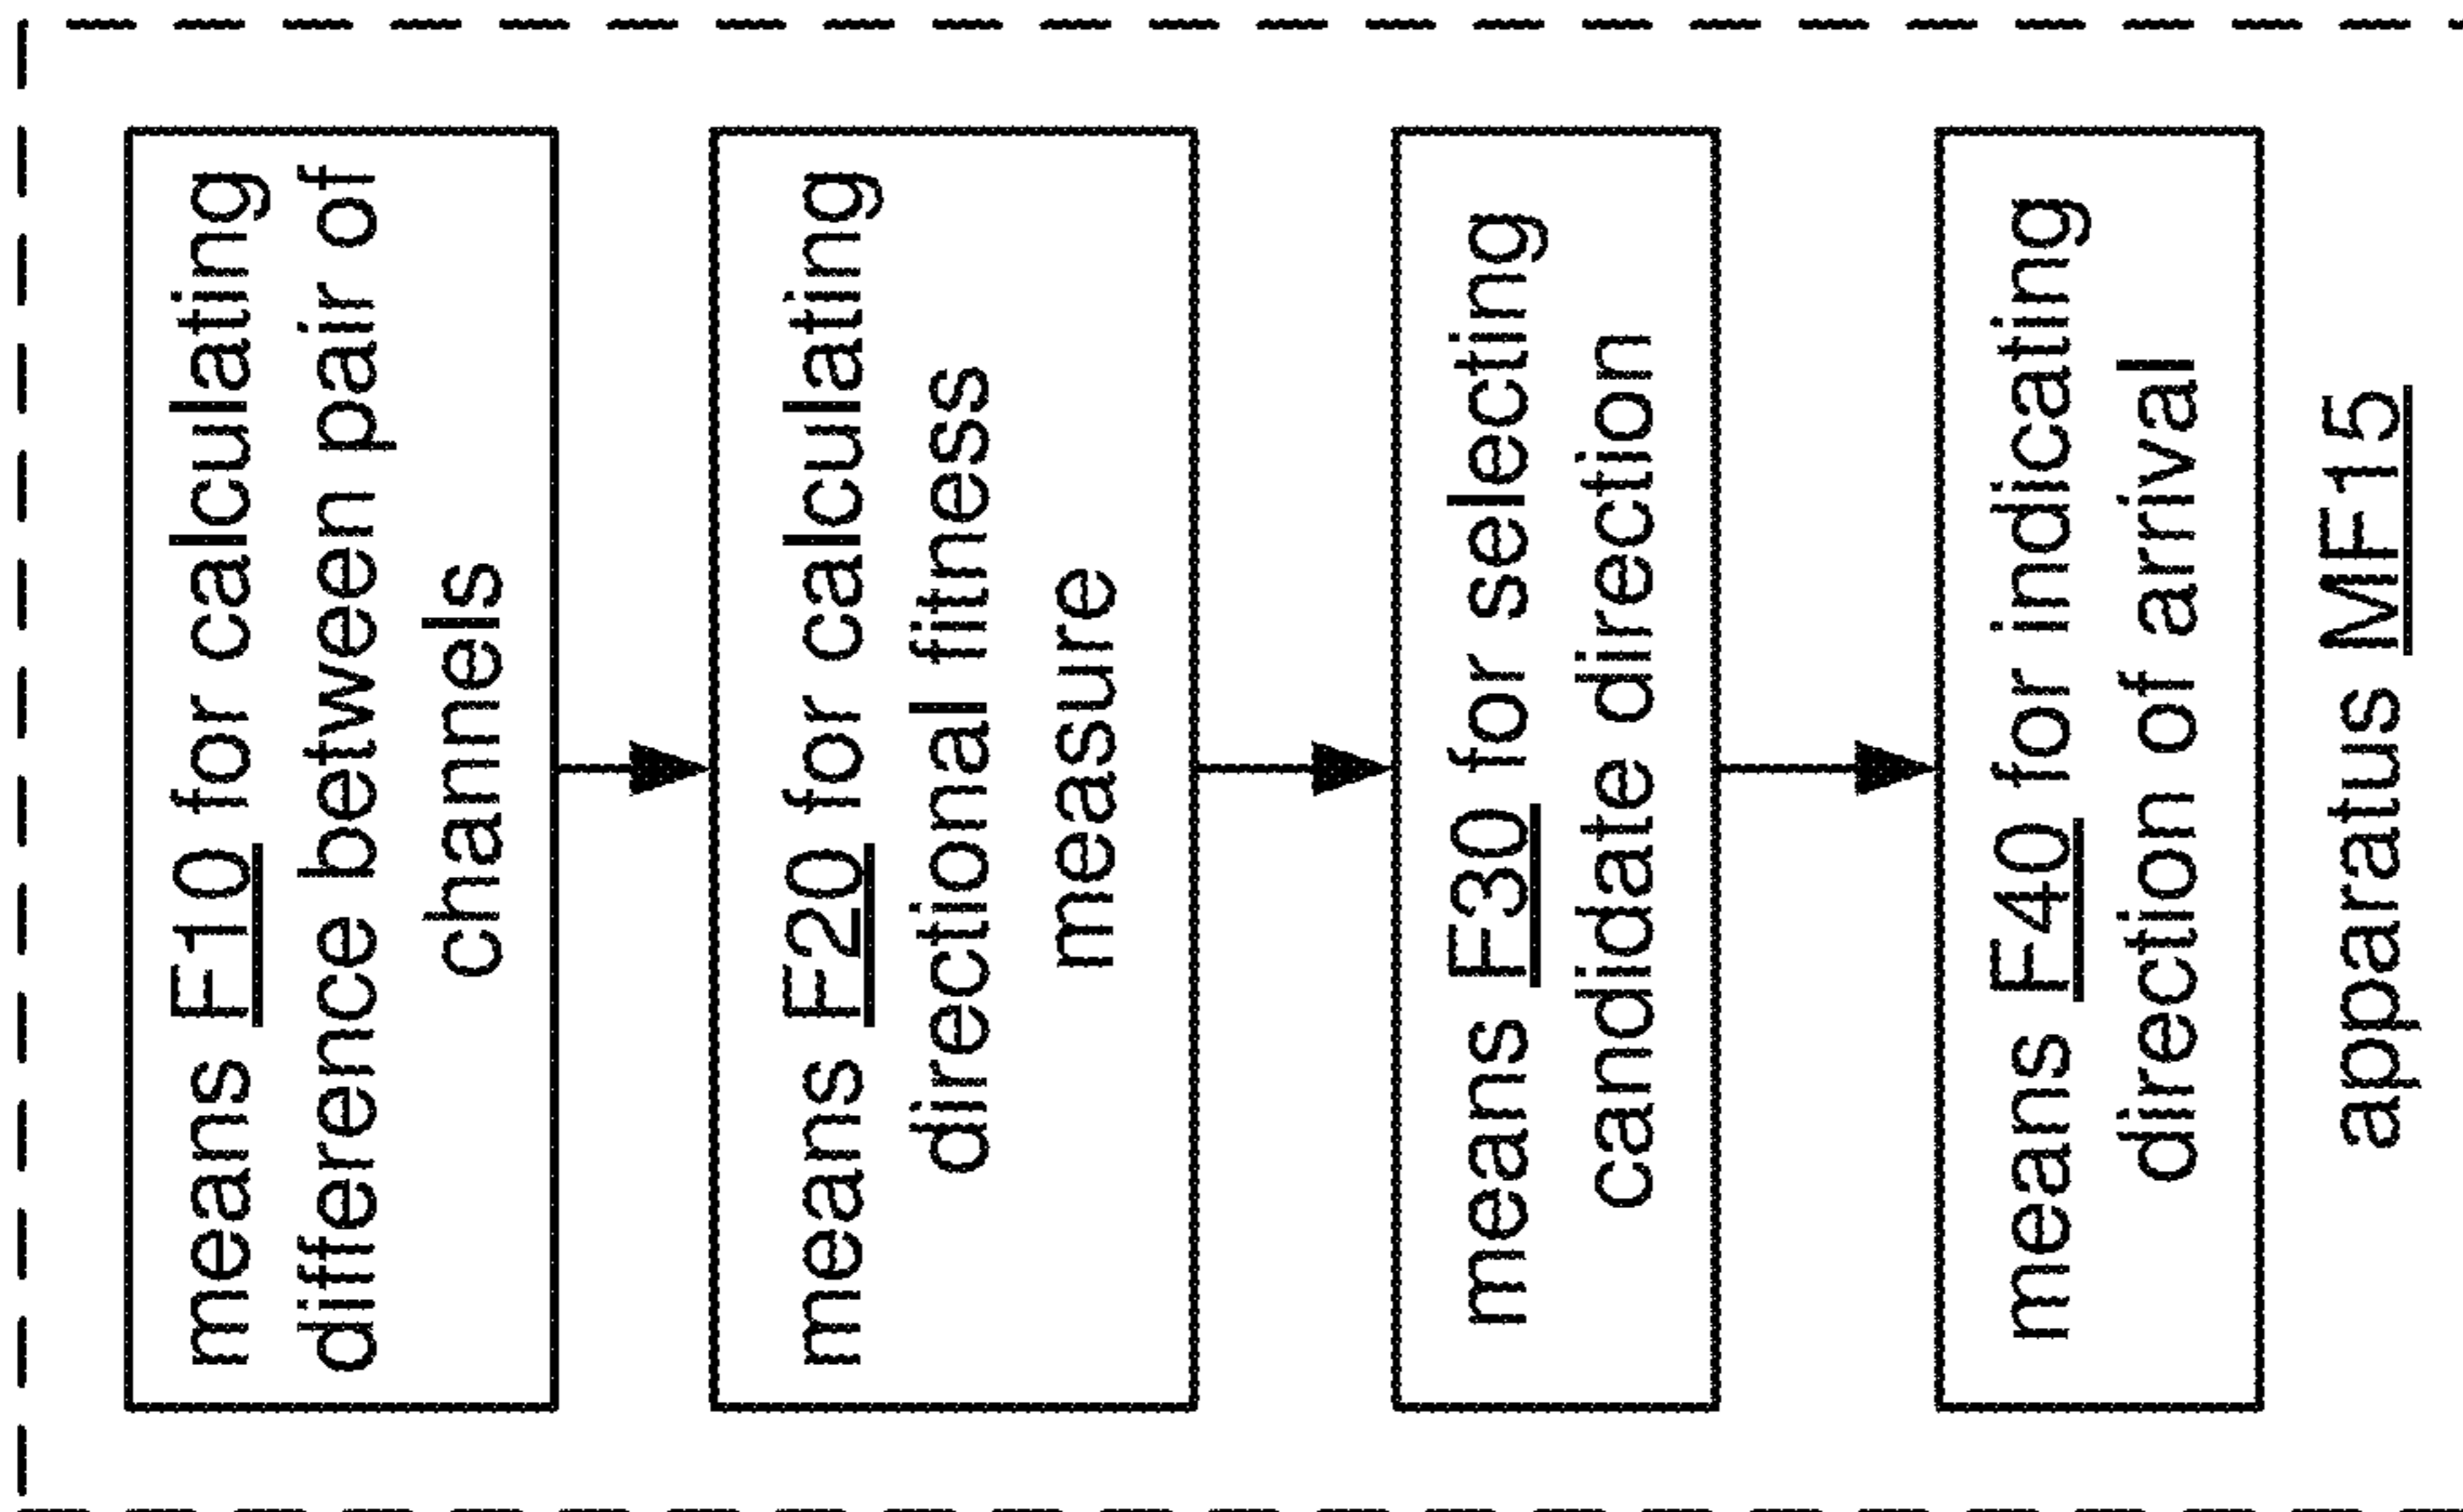 means F10 for calculating
difference between pair of
channels
means F20 for calculating
directional fitness
measure
means F30 for selecting
candidate direction
means F40 for indicating
direction of arrival
apparatus MF15